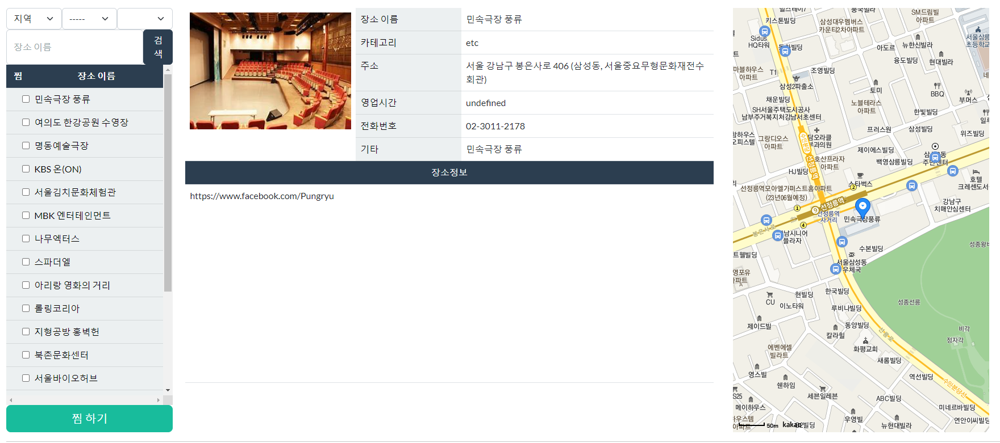 지역
-----
장소 이름
검색
찜 장소 이름
민속극장 풍류
여의도 한강공원 수영장
명동예술극장
KBS 온(ON)
서울김치문화체험관
MBK 엔터테인먼트
나무엑터스
스파더엘
아리랑 영화의 거리
롤링코리아
지형공방 홍벽헌
북촌문화센터
서울바이오허브
찜 하기
장소 이름 민속극장 풍류
카테고리 etc
주소 서울 강남구 봉은사로 406 (삼성동, 서울중요무형문화재전수
회관)
영업시간 undefined
전화번호 02-3011-2178
기타 민속극장 풍류
장소정보
https://www.facebook.com/Pungryu
키스톤빌딩
삼성대우멤버스
카운티2차아파트
SM드림빌
아파트
Sidus
HQ타워
아도르
뉴한신빌라
서울삼릉
초등학교
융도빌딩
현대빌라
마블하우스
아파트
T1
조영빌딩
삼성2파출소
토미
BBQ
부머스
채운빌딩
SH서울주택도시공사
남부주거복지처강남서초센터
노블테라스
아파트
한빛빌딩
그랑디오스
아파트
프러스원
삼성빌딩
위즈빌딩
제이에스빌딩
백영삼릉빌딩
호산프라자
아파트
HJ빌딩
스타벅스
호텔
크레센도서
선정릉역모아엘가퍼스트홈아파트
(23년06월예정)
선정릉역
9 선정릉역
선정릉역
사거리
민속극장풍류
강남구
치매안심센터
봉은사로
강남시니어
플라자
수본빌딩
성종왕비
트웰빌딩
서울삼성동
우체국
영포유
아파트
CU
현빌딩
한국빌딩
이노타워
루비나빌딩
성종선릉
제이드빌
동양빌딩
칼라힐
선릉로
비각
정자각
에벤에셀
빌라트
화평교회
새롬빌딩
영스빌
쉔하임
역선빌딩
수인분당선
S25
메이하우스
세븐일레븐
ABC빌딩
미네르바빌딩
우영빌
뉴현대빌라
연안이씨빌딩
50m kakao